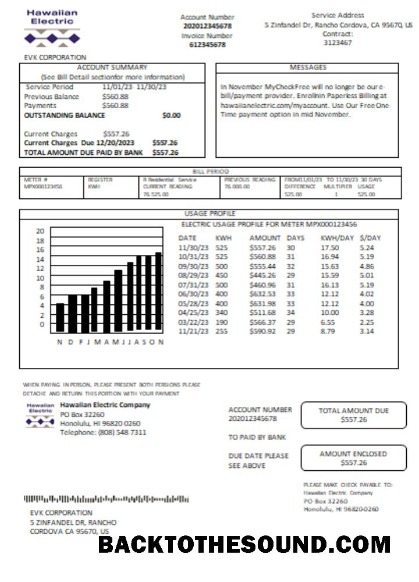 Hawaiian
Electric
Account Number
202012345678
Invoice Number
612345678
Service Address
5 Zinfandel Dr, Rancho Cordova, CA 95670, US
Contract:
3123467
EVK CORPORATION
ACCOUNT SUMMARY
(See Bill Detail sectionfor more information)
Service Period 11/01/23 11/30/23
Previous Balance $560.88
Payments $560.88
OUTSTANDING BALANCE $0.00
Current Charges $557.26
Current Charges Due 12/20/2023 $557.26
TOTAL AMOUNT DUE PAID BY BANK $557.26
MESSAGES
In November MyCheckFree will no longer be our e-
bill/payment provider. Enrollnin Paperless Billing at
hawaiianelectric.com/myaccount. Use Our Free One
Time payment option in mid November.
BILL PERIOD
METER # REGISTER R Residential Service PREVIOUS READING FROM11/01/23 TO 11/30/23 30 DAYS
MPX000123456 KWH CURRENT READING 76.000.00 DIFFERENCE MULTIPLIER USAGE
76.525.00 525.00 1 525.00
USAGE PROFILE
ELECTRIC USAGE PROFILE FOR METER MPX000123456
20
18
16
14
12
10
8
6
4
2
0
N D F J M A M J J A S O N
DATE KWH AMOUNT DAYS KWH/DAY $/DAY
11/30/23 525 $557.26 30 17.50 5.24
10/31/23 525 $560.88 31 16.94 5.19
09/30/23 500 $555.44 32 15.63 4.86
08/29/23 450 $445.26 29 15.59 5.01
07/31/23 500 $460.96 31 16.13 5.19
06/30/23 400 $632.53 33 12.12 4.02
05/28/23 400 $631.98 33 12.12 4.00
04/25/23 340 $511.68 34 10.00 3.28
03/22/23 190 $566.37 29 6.55 2.25
11/21/23 255 $590.92 29 8.79 3.14
WHEN PAYING IN PERSON, PLEASE PRESENT BOTH PERSONS PLEASE
DETACHE AND RETURN THIS PORTION WITH YOUR PAYMENT
Hawaiian
Electric
Hawaiian Electric Company
PO Box 32260
Honolulu, HI 96820 0260
Telephone: (808) 548 7311
ACCOUNT NUMBER
202012345678
TO PAID BY BANK
DUE DATE PLEASE
SEE ABOVE
TOTAL AMOUNT DUE
$557.26
AMOUNT ENCLOSED
$557.26
PLEASE MAKE CHECK PAYABLE TO:
Hawaiian Electric Company
PO Box 32260
Honolulu, HI 96820-0260
EVK CORPORATION
5 ZINFANDEL DR, RANCHO
CORDOVA CA 95670, US
BACKTOTHESOUND.COM